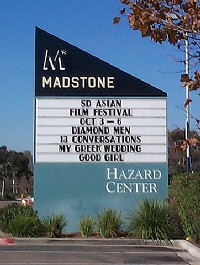 M
MADSTONE
SD ASIAN
FILM FESTIVAL
OCT 3 - 6
DIAMOND MEN
13 CONVERSATIONS
MY GREEK WEDDING
GOOD GIRL
HAZARD
CENTER